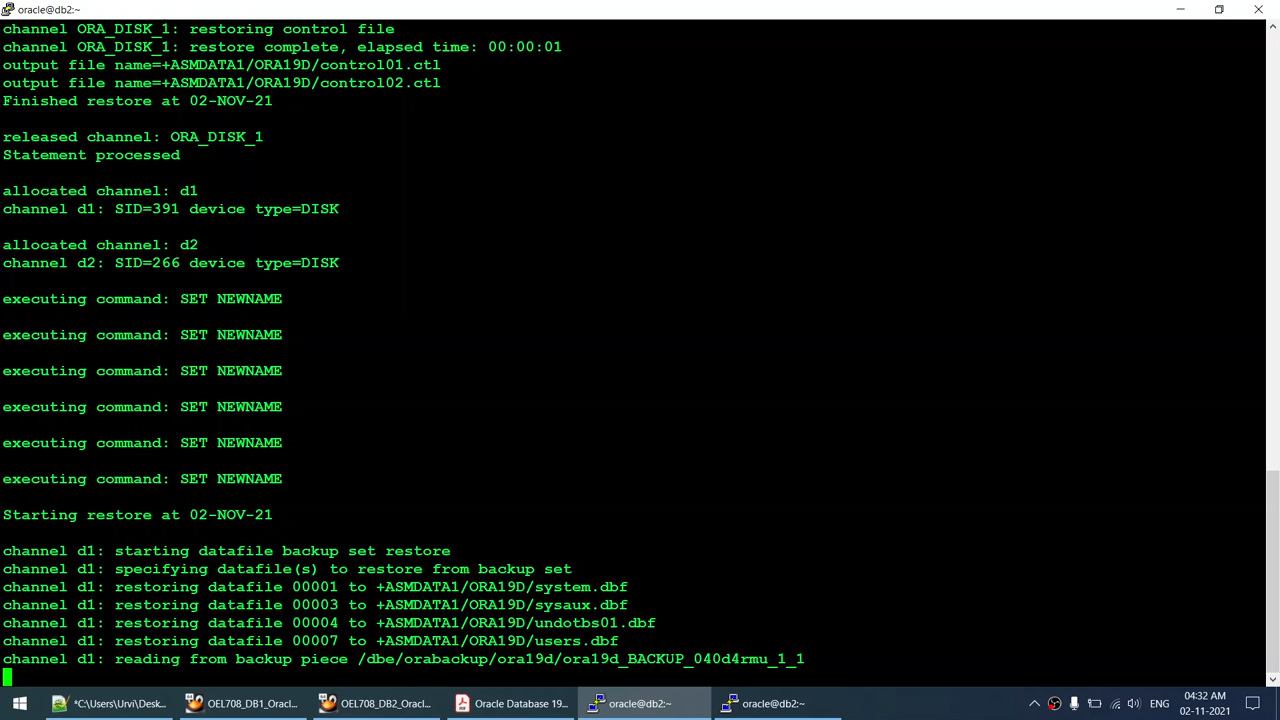 oracle@db2:~
channel ORA_DISK_1: restoring control file
channel ORA_DISK_1: restore complete, elapsed time: 00:00:01
output file name=+ASMDATA1/ORA19D/control01.ctl
output file name=+ASMDATA1/ORA19D/control02.ctl
Finished restore at 02-NOV-21
released channel: ORA_DISK_1
Statement processed
allocated channel: d1
channel d1: SID=391 device type=DISK
allocated channel: d2
channel d2: SID=266 device type=DISK
executing command: SET NEWNAME
executing command: SET NEWNAME
executing command: SET NEWNAME
executing command: SET NEWNAME
executing command: SET NEWNAME
executing command: SET NEWNAME
Starting restore at 02-NOV-21
channel d1: starting datafile backup set restore
channel d1: specifying datafile(s) to restore from backup set
channel d1: restoring datafile 00001 to +ASMDATA1/ORA19D/system.dbf
channel d1: restoring datafile 00003 to +ASMDATA1/ORA19D/sysaux.dbf
channel d1: restoring datafile 00004 to +ASMDATA1/ORA19D/undotbs01.dbf
channel d1: restoring datafile 00007 to +ASMDATA1/ORA19D/users.dbf
channel d1: reading from backup piece /dbe/orabackup/ora19d/ora19d_BACKUP_040d4rmu_1_1
*C:\Users\Urvi\Desk... OEL708_DB1_Oracl... OEL708_DB2_Oracl... Oracle Database 19... oracle@db2:~ oracle@db2:~ ENG 04:32 AM
02-11-2021